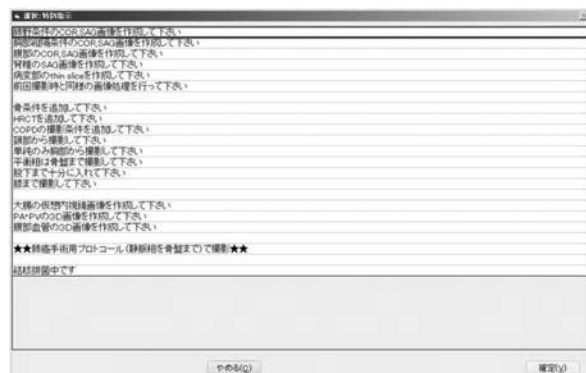 選択:特別指示
肺野条件のCOR,SAG画像を作成して下さい
胸部縦隔条件のCOR,SAG画像を作成して下さい
腹部のCOR,SAG画像を作成して下さい
脊椎のSAG画像を作成して下さい
病変部のthin sliceを作成して下さい
前回撮影時と同様の画像処理を行って下さい
骨条件を追加して下さい
HRCTを追加して下さい
COPDの撮影条件を追加して下さい
頚部から撮影して下さい
単純のみ胸部から撮影して下さい
平衡相は骨盤まで撮影して下さい
股下まで十分に入れて下さい
膝まで撮影して下さい
大腸の仮想内視鏡画像を作成して下さい
PA・PVの3D画像を作成して下さい
腹部血管の3D画像を作成して下さい
★★肺癌手術用プロトコール(静脈相を骨盤まで)で撮影★★
結核排菌中です
やめる(C)
確定(V)